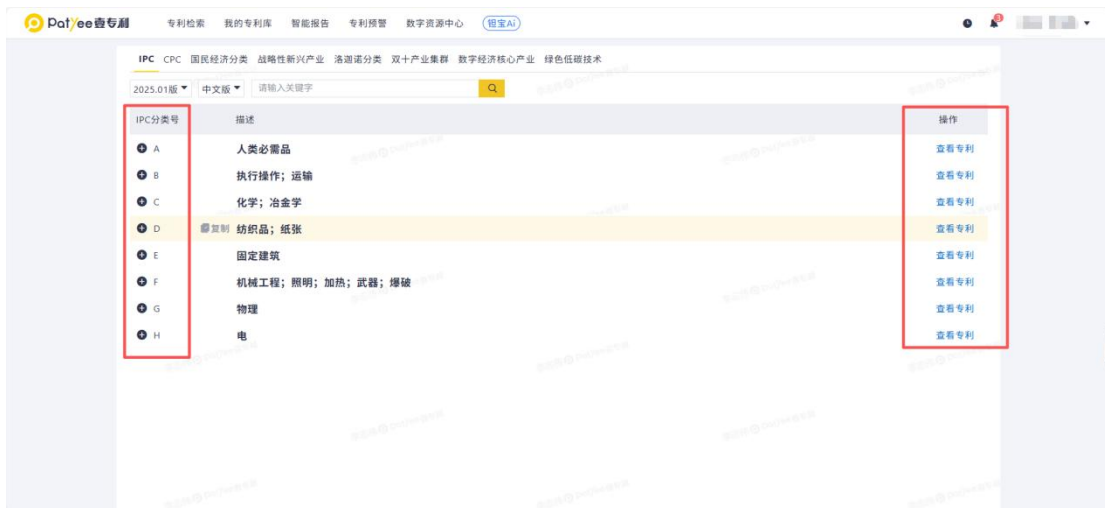 PatYee壹专利 专利检索 我的专利库 智能报告 专利预警 数字资源中心 钽宝Ai 3
IPC CPC 国民经济分类 战略性新兴产业 洛迦诺分类 双十产业集群 数字经济核心产业 绿色低碳技术
2025.01版 中文版 请输入关键字
IPC分类号 描述 操作
A 人类必需品 查看专利
B 执行操作；运输 查看专利
C 化学；冶金学 查看专利
D 复制 纺织品；纸张 查看专利
E 固定建筑 查看专利
F 机械工程；照明；加热；武器；爆破 查看专利
G 物理 查看专利
H 电 查看专利